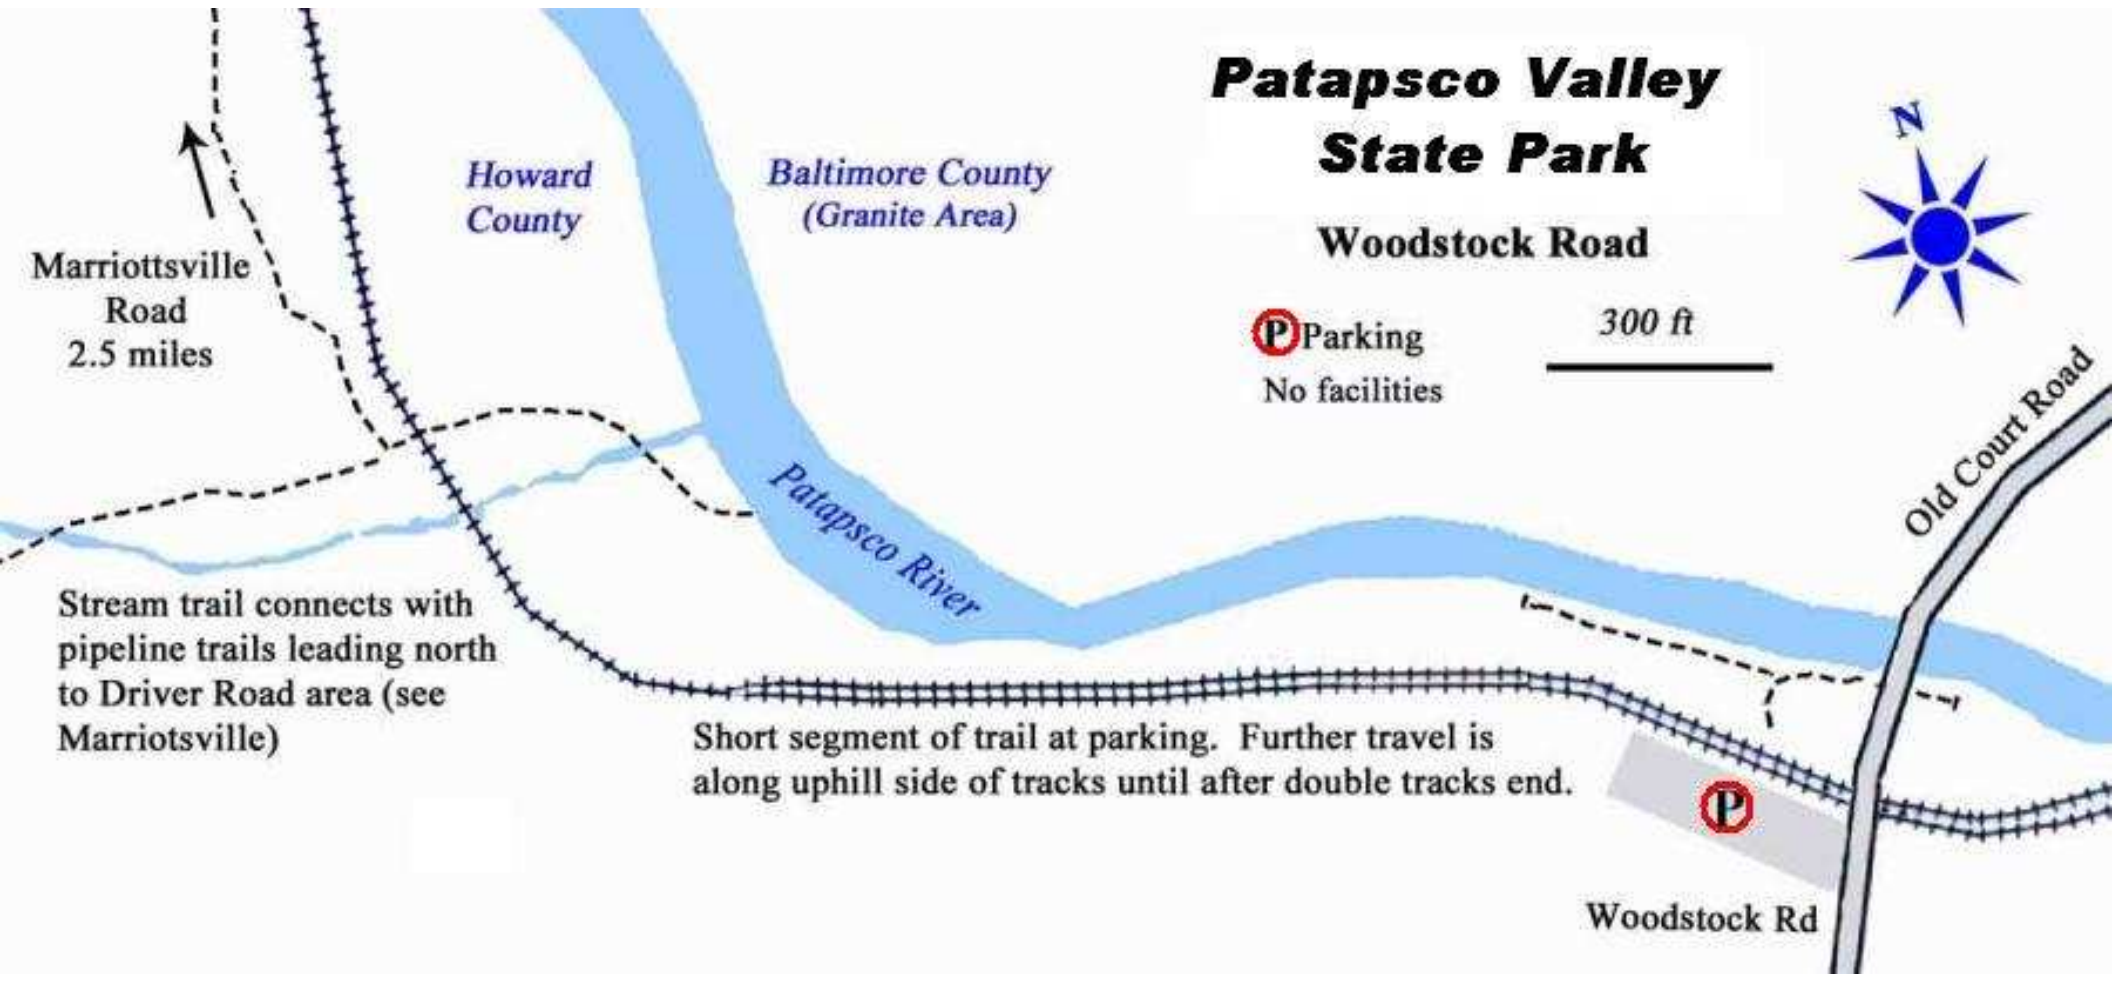 Patapsco Valley
State Park
N
Howard
County
Baltimore County
(Granite Area)
Woodstock Road
Marriottsville
Road
2.5 miles
P Parking
No facilities
300 ft
Old Court Road
Patapsco River
Stream trail connects with
pipeline trails leading north
to Driver Road area (see
Marriotsville)
Short segment of trail at parking. Further travel is
along uphill side of tracks until after double tracks end.
P
Woodstock Rd